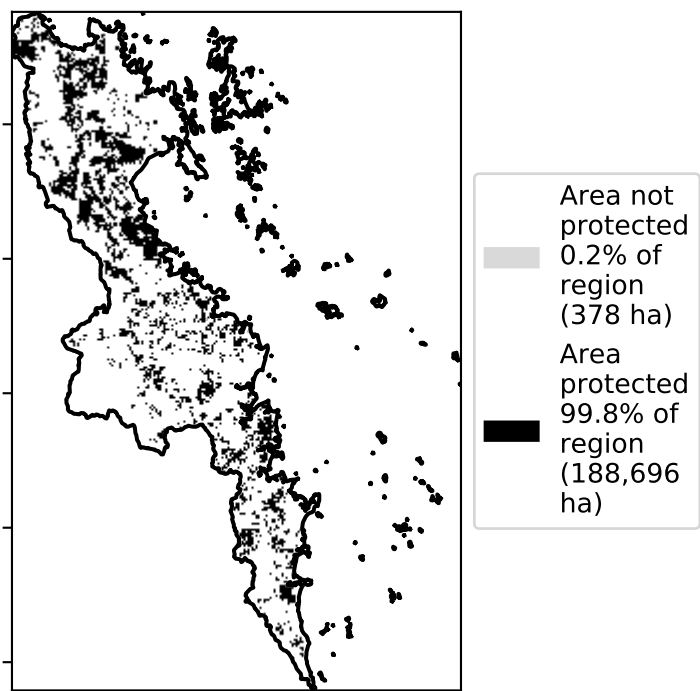 Area not
protected
0.2% of
region
(378 ha)
Area
protected
99.8% of
region
(188,696
ha)